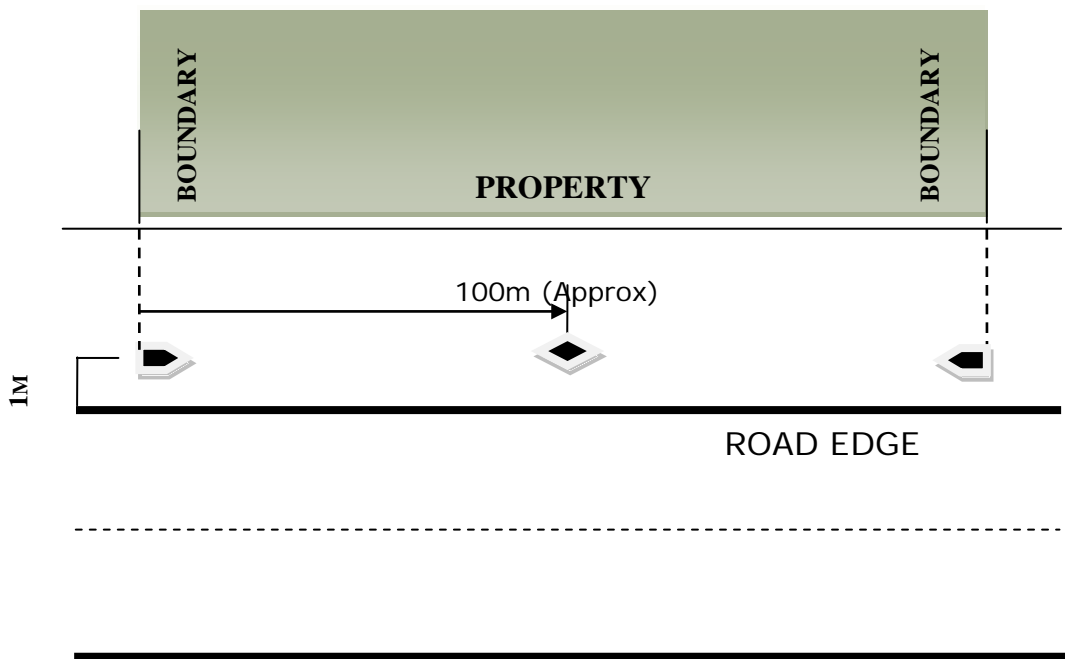 BOUNDARY
BOUNDARY
PROPERTY
100m (Approx)
1M
ROAD EDGE